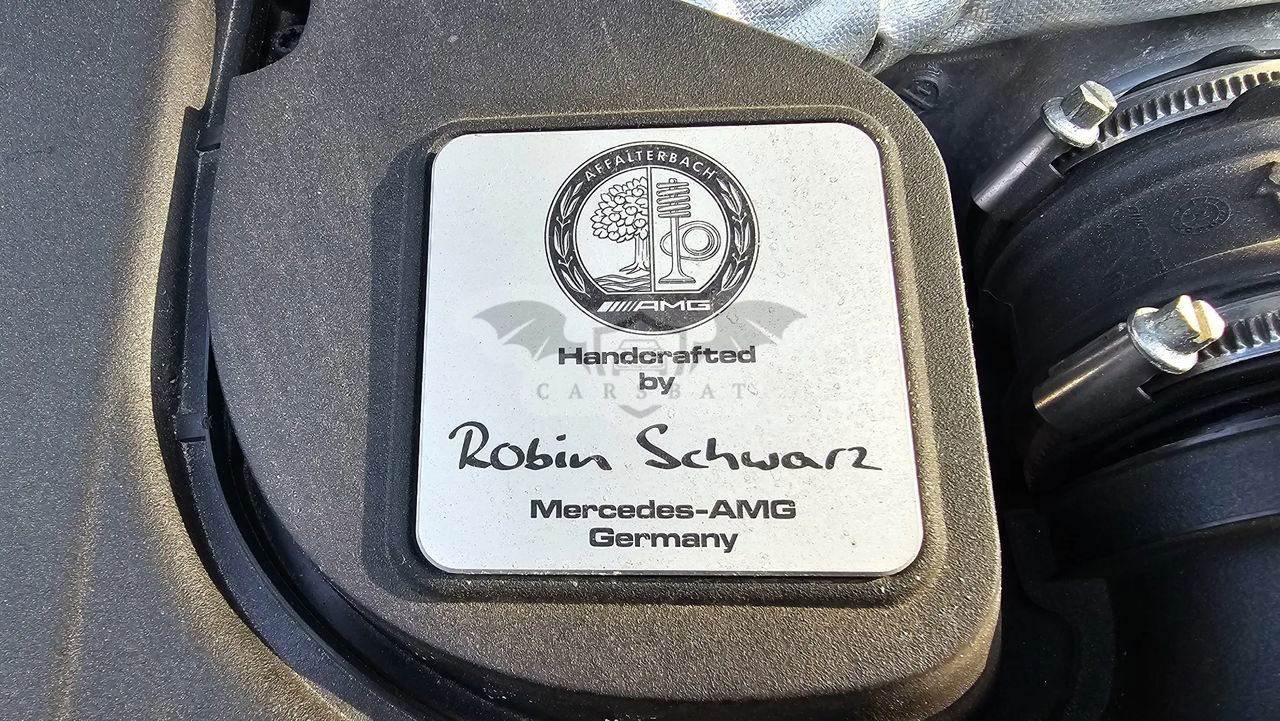 AFFALTERBACH
AMG
Handcrafted
by
CARSBAT
Robin Schwarz
Mercedes-AMG
Germany